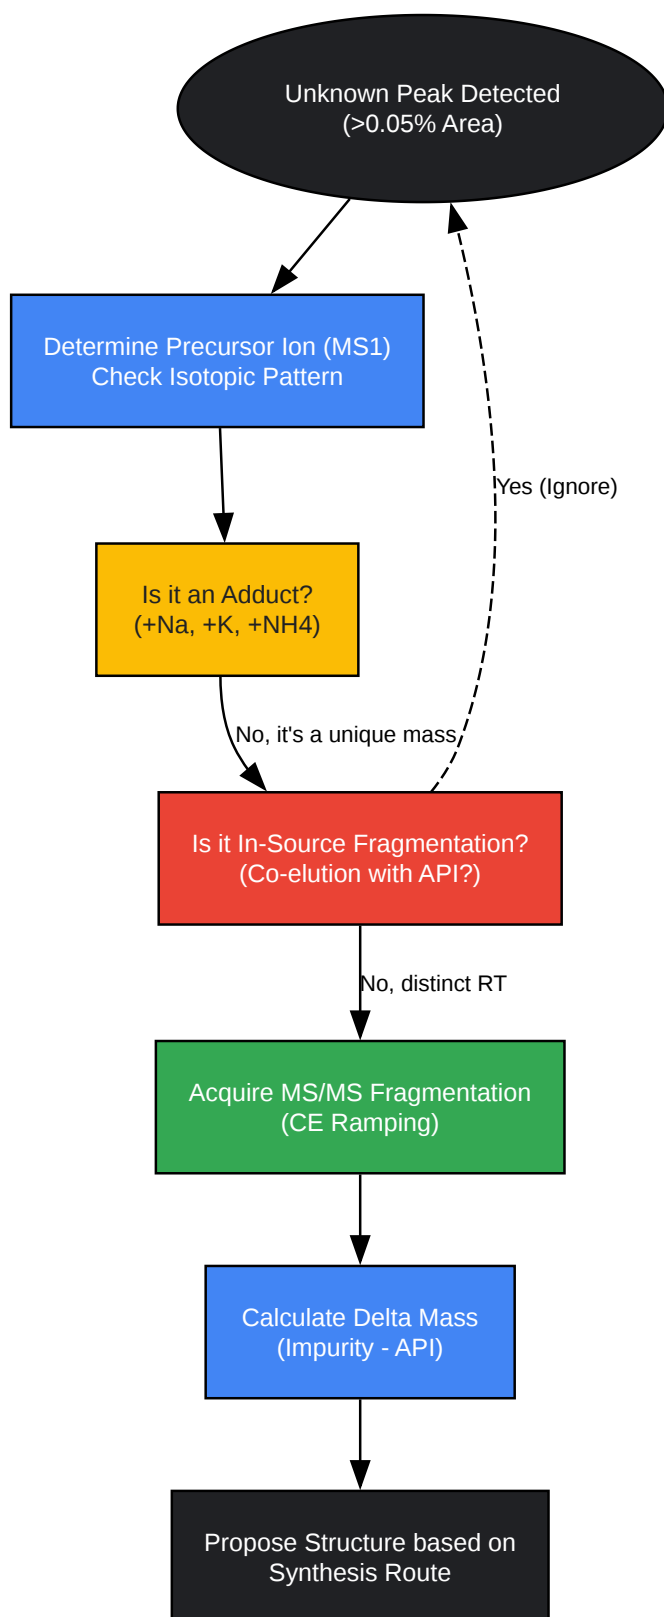 Unknown Peak Detected
(>0.05% Area)
Determine Precursor Ion (MS1)
Check Isotopic Pattern
Yes (Ignore)
Is it an Adduct?
(+Na, +K, +NH4)
No, it's a unique mass
Is it In-Source Fragmentation?
(Co-elution with API?)
No, distinct RT
Acquire MS/MS Fragmentation
(CE Ramping)
Calculate Delta Mass
(Impurity - API)
Propose Structure based on
Synthesis Route